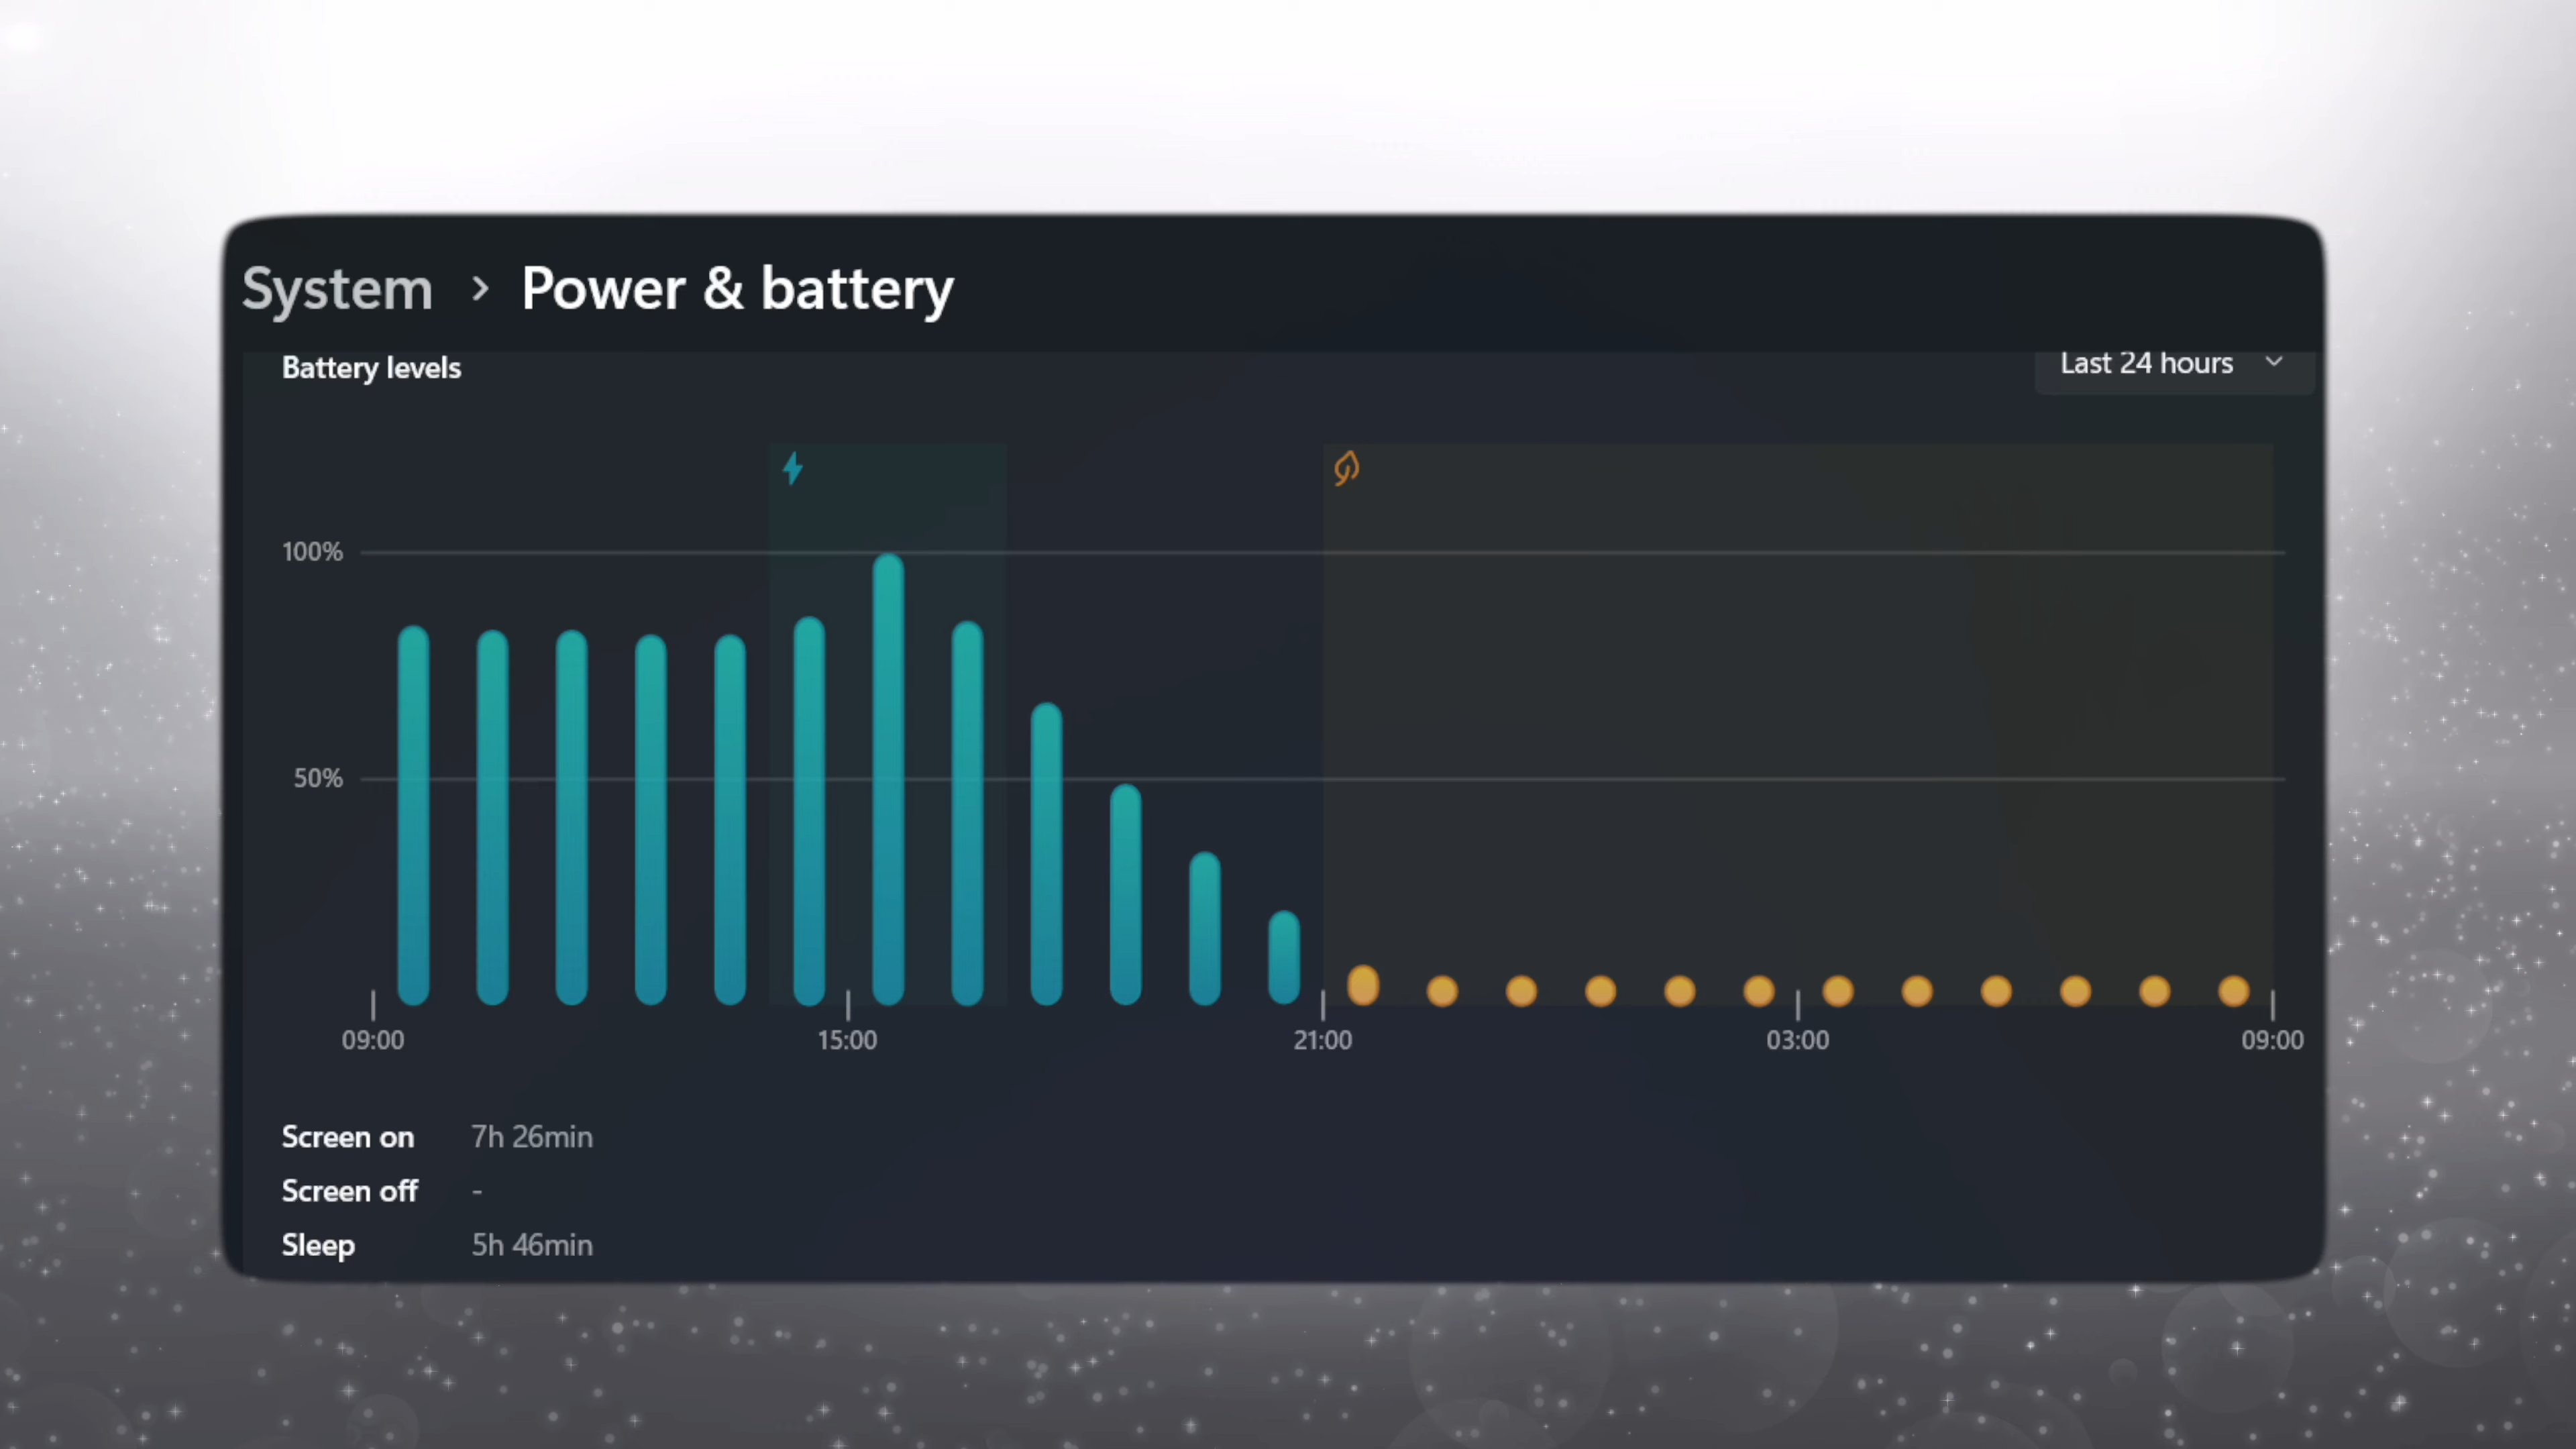 System > Power & battery
Battery levels
Last 24 hours
100%
50%
09:00 15:00 21:00 03:00 09:00
Screen on 7h 26min
Screen off -
Sleep 5h 46min